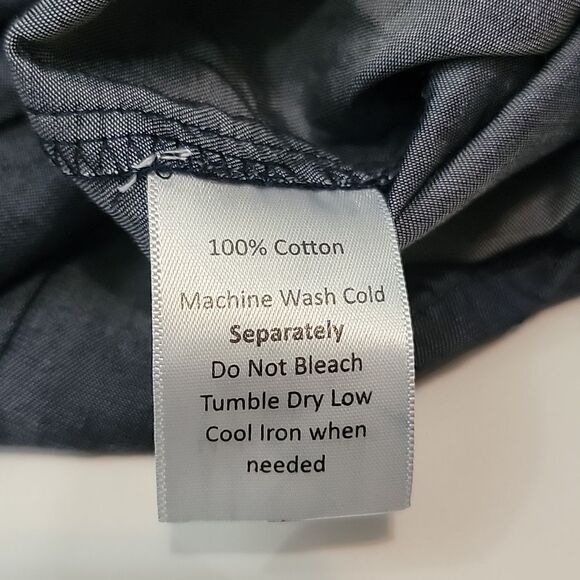 100% Cotton
Machine Wash Cold
Separately
Do Not Bleach
Tumble Dry Low
Cool Iron when
needed